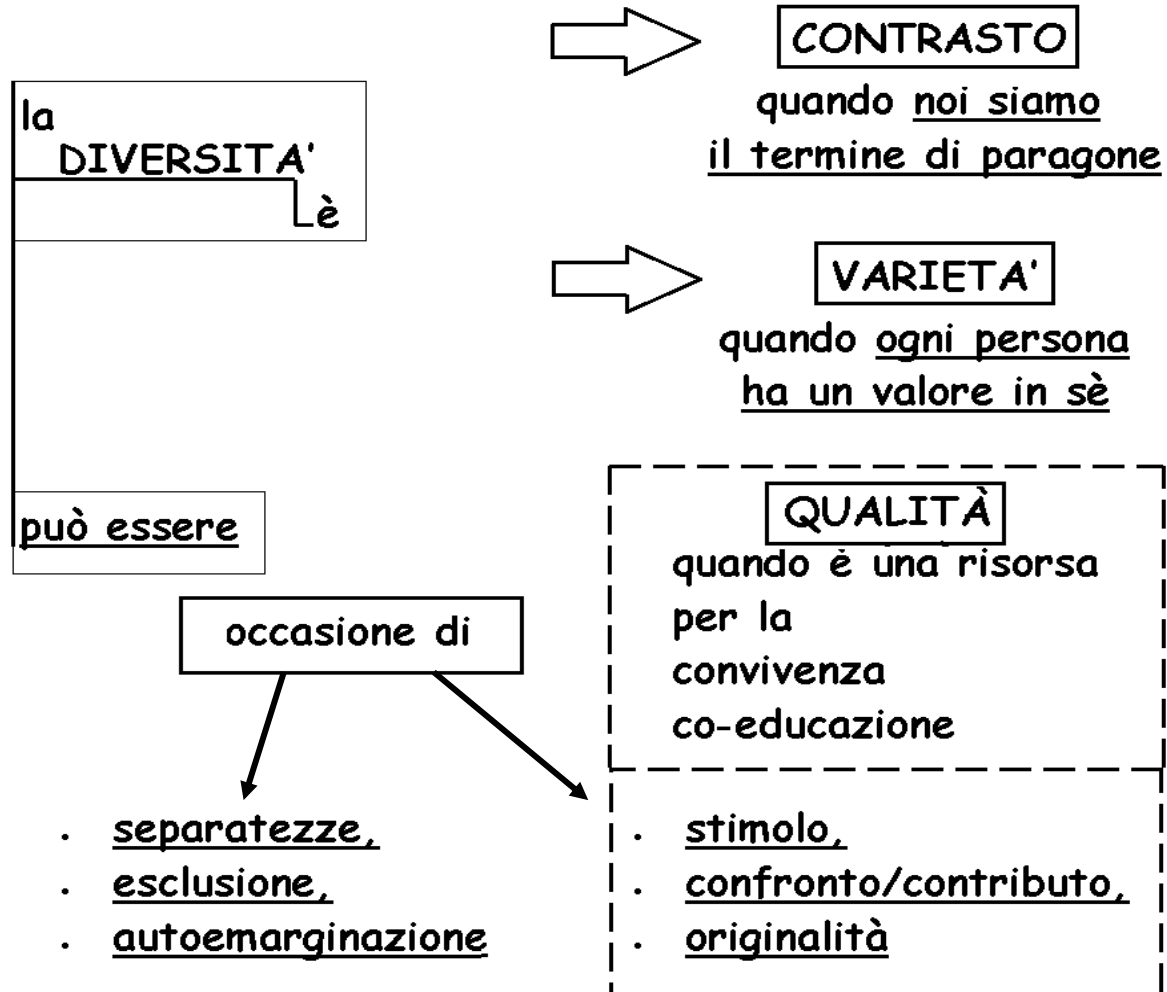 la
DIVERSITA'
è
CONTRASTO
quando noi siamo
il termine di paragone
VARIETA'
quando ogni persona
ha un valore in sè
può essere
QUALITÀ
quando è una risorsa
per la
convivenza
co-educazione
occasione di
. separatezze,
. esclusione,
. autoemarginazione
. stimolo,
. confronto/contributo,
. originalità